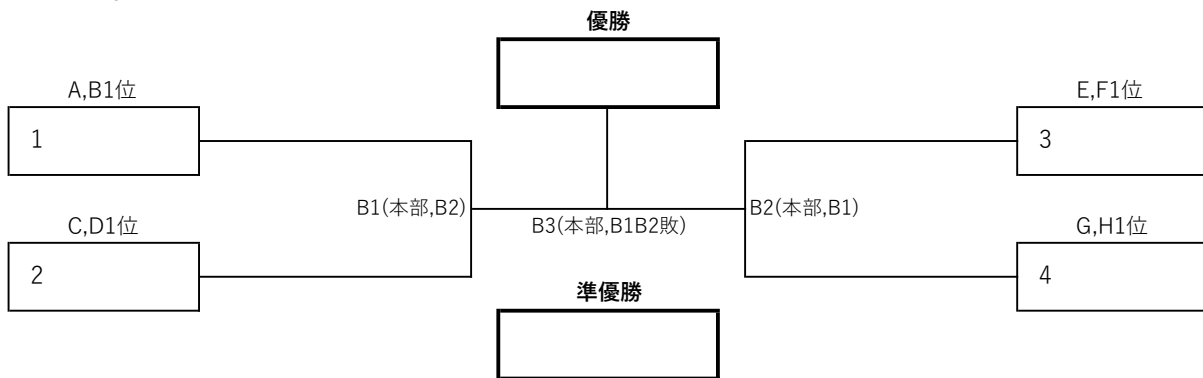 優勝
A,B1位
E,F1位
1
3
B1(本部,B2)
B2(本部,B1)
B3(本部,B1B2敗)
C,D1位
G,H1位
2
4
準優勝